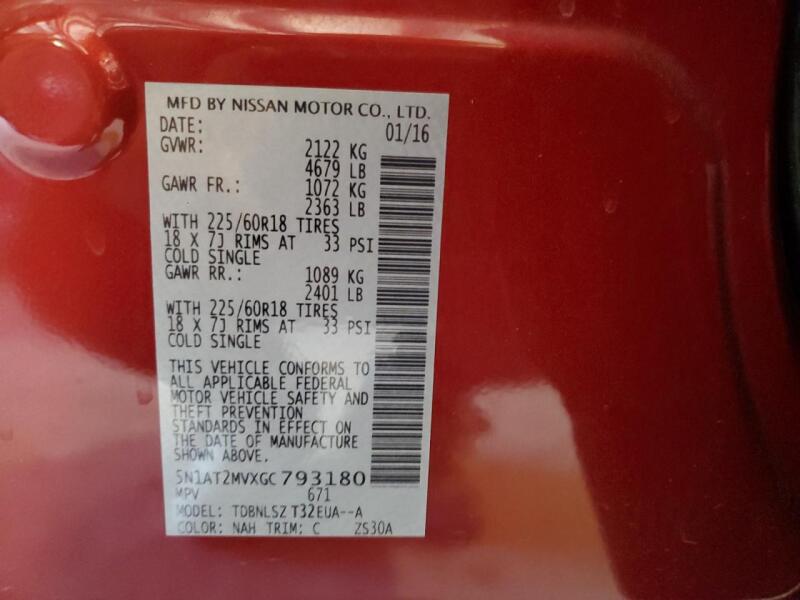 MFD BY NISSAN MOTOR CO., LTD.
DATE: 01/16
GVWR: 2122 KG
4679 LB
GAWR FR.: 1072 KG
2363 LB
WITH 225/60R18 TIRES
18 X 7J RIMS AT 33 PSI
COLD SINGLE
GAWR RR.: 1089 KG
2401 LB
WITH 225/60R18 TIRES
18 X 7J RIMS AT 33 PSI
COLD SINGLE
THIS VEHICLE CONFORMS TO
ALL APPLICABLE FEDERAL
MOTOR VEHICLE SAFETY AND
THEFT PREVENTION
STANDARDS IN EFFECT ON
THE DATE OF MANUFACTURE
SHOWN ABOVE.
5N1AT2MVXGC793180
MPV 671
MODEL: TDBNLSZ T32EUA--A
COLOR: NAH TRIM: C ZS30A